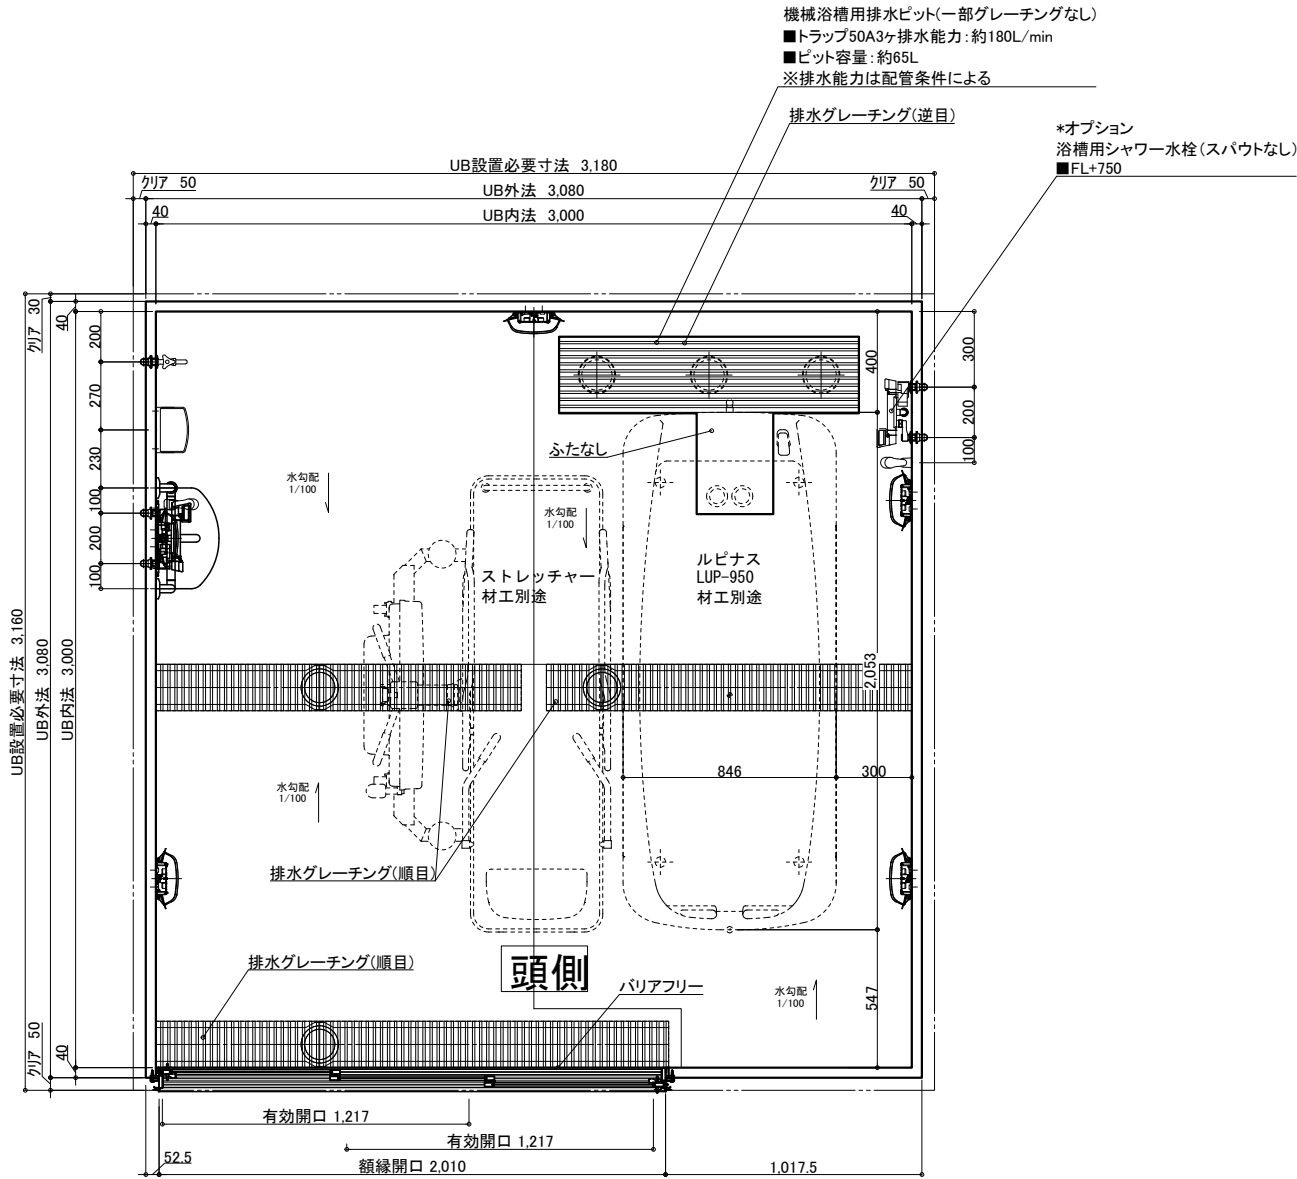 機械浴槽用排水ピット(一部グレーチングなし)
■トラップ50A3ヶ排水能力：約180L/min
■ピット容量：約65L
※排水能力は配管条件による
排水グレーチング(逆目)
*オプション
浴槽用シャワー水栓(スパウトなし)
■FL+750
UB設置必要寸法 3,180
クリア 50
UB外法 3,080
クリア 50
40
UB内法 3,000
40
クリア 30
40
200
270
230
100
200
100
UB設置必要寸法 3,160
UB外法 3,080
UB内法 3,000
クリア 50
40
400
300
200
100
ふたなし
水勾配
1/100
水勾配
1/100
ストレッチャー
材工別途
ルピナス
LUP-950
材工別途
2,053
846
300
水勾配
1/100
排水グレーチング(順目)
排水グレーチング(順目)
頭側
バリアフリー
水勾配
1/100
547
有効開口 1,217
有効開口 1,217
52.5
額縁開口 2,010
1,017.5